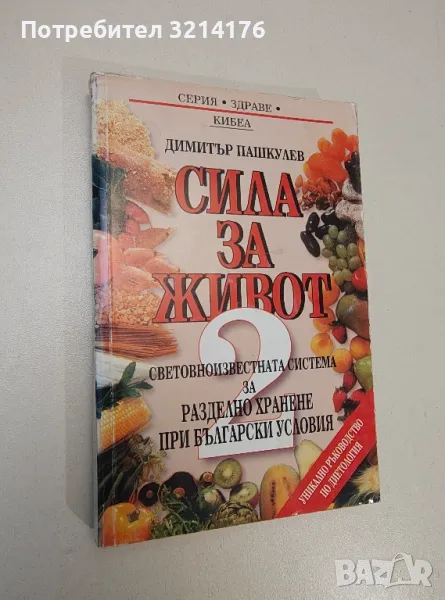 Потребител 3214176
СЕРИЯ • ЗДРАВЕ •
КИБЕА
ДИМИТЪР ПАШКУЛЕВ
СИЛА
ЗА
ЖИВОТ
2
СВЕТОВНОИЗВЕСТНАТА СИСТЕМА
ЗА
РАЗДЕЛНО ХРАНЕНЕ
ПРИ БЪЛГАРСКИ УСЛОВИЯ
УНИКАЛНО РЪКОВОДСТВО
ПО ДИЕТОЛОГИЯ
BAZAR